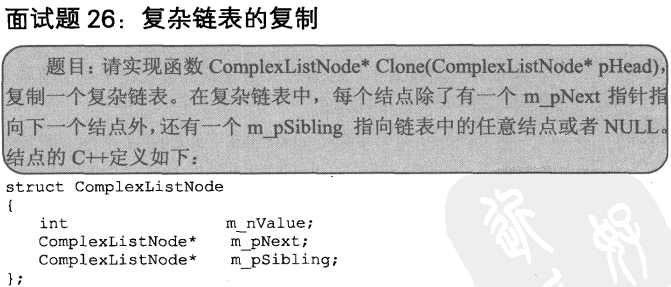 面试题 26：复杂链表的复制
题目：请实现函数 ComplexListNode* Clone(ComplexListNode* pHead),
复制一个复杂链表。在复杂链表中，每个结点除了有一个 m_pNext 指针指
向下一个结点外，还有一个 m_pSibling 指向链表中的任意结点或者 NULL。
结点的 C++定义如下：
struct ComplexListNode
{
int m_nValue;
ComplexListNode* m_pNext;
ComplexListNode* m_pSibling;
};